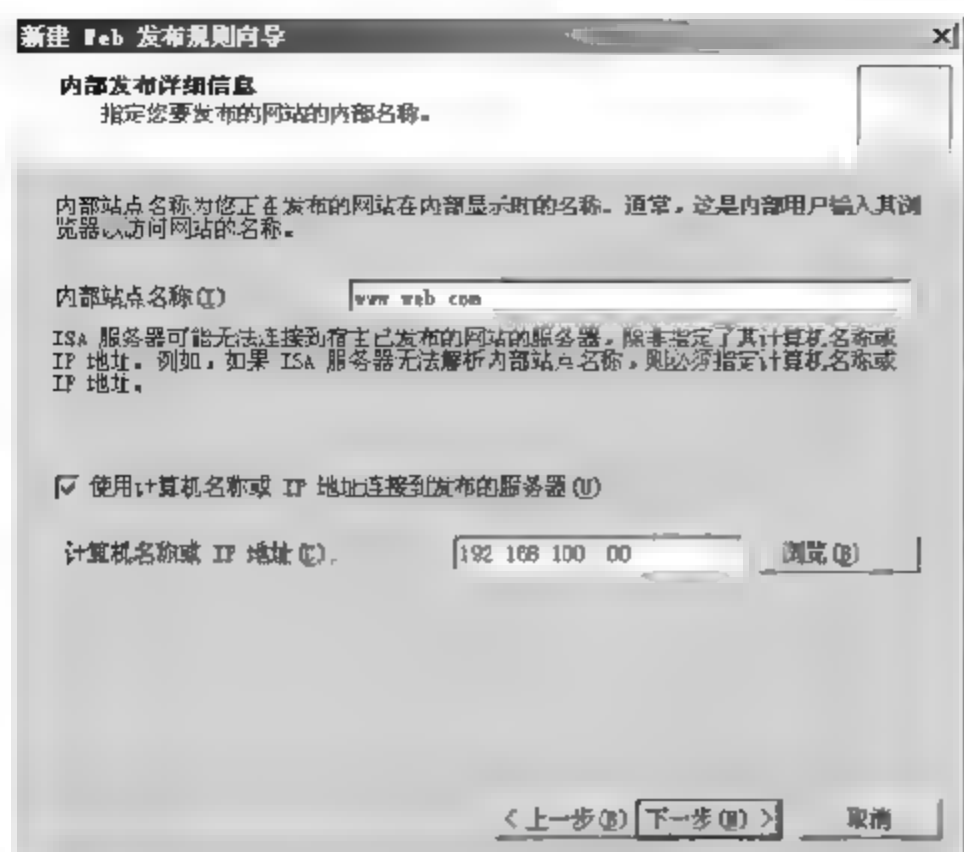 新建 Web 发布规则向导
内部发布详细信息
指定您要发布的网站的内部名称。
内部站点名称为您正在发布的网站在内部显示时的名称。通常，这是内部用户输入其浏
览器以访问网站的名称。
内部站点名称(I)
www web com
ISA 服务器可能无法连接到宿主已发布的网站的服务器，除非指定了其计算机名称或
IP 地址。例如，如果 ISA 服务器无法解析内部站点名称，则必须指定计算机名称或
IP 地址。
使用计算机名称或 IP 地址连接到发布的服务器(U)
计算机名称或 IP 地址(C)
192 100
浏览(B)
< 上一步(B) 下一步(N) > 取消